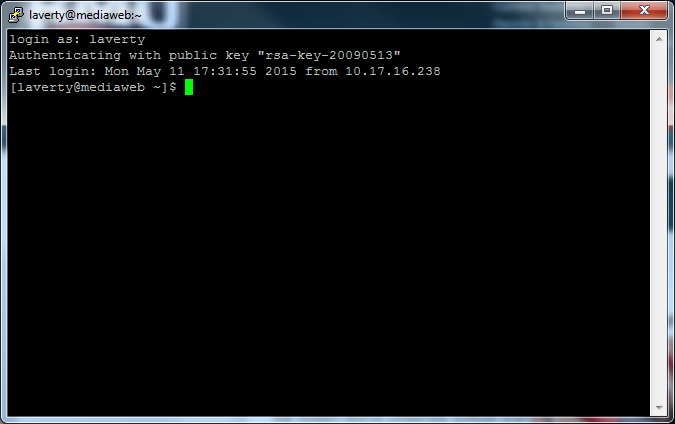 laverty@mediaweb:~
login as: laverty
Authenticating with public key "rsa-key-20090513"
Last login: Mon May 11 17:31:55 2015 from 10.17.16.238
[laverty@mediaweb ~]$